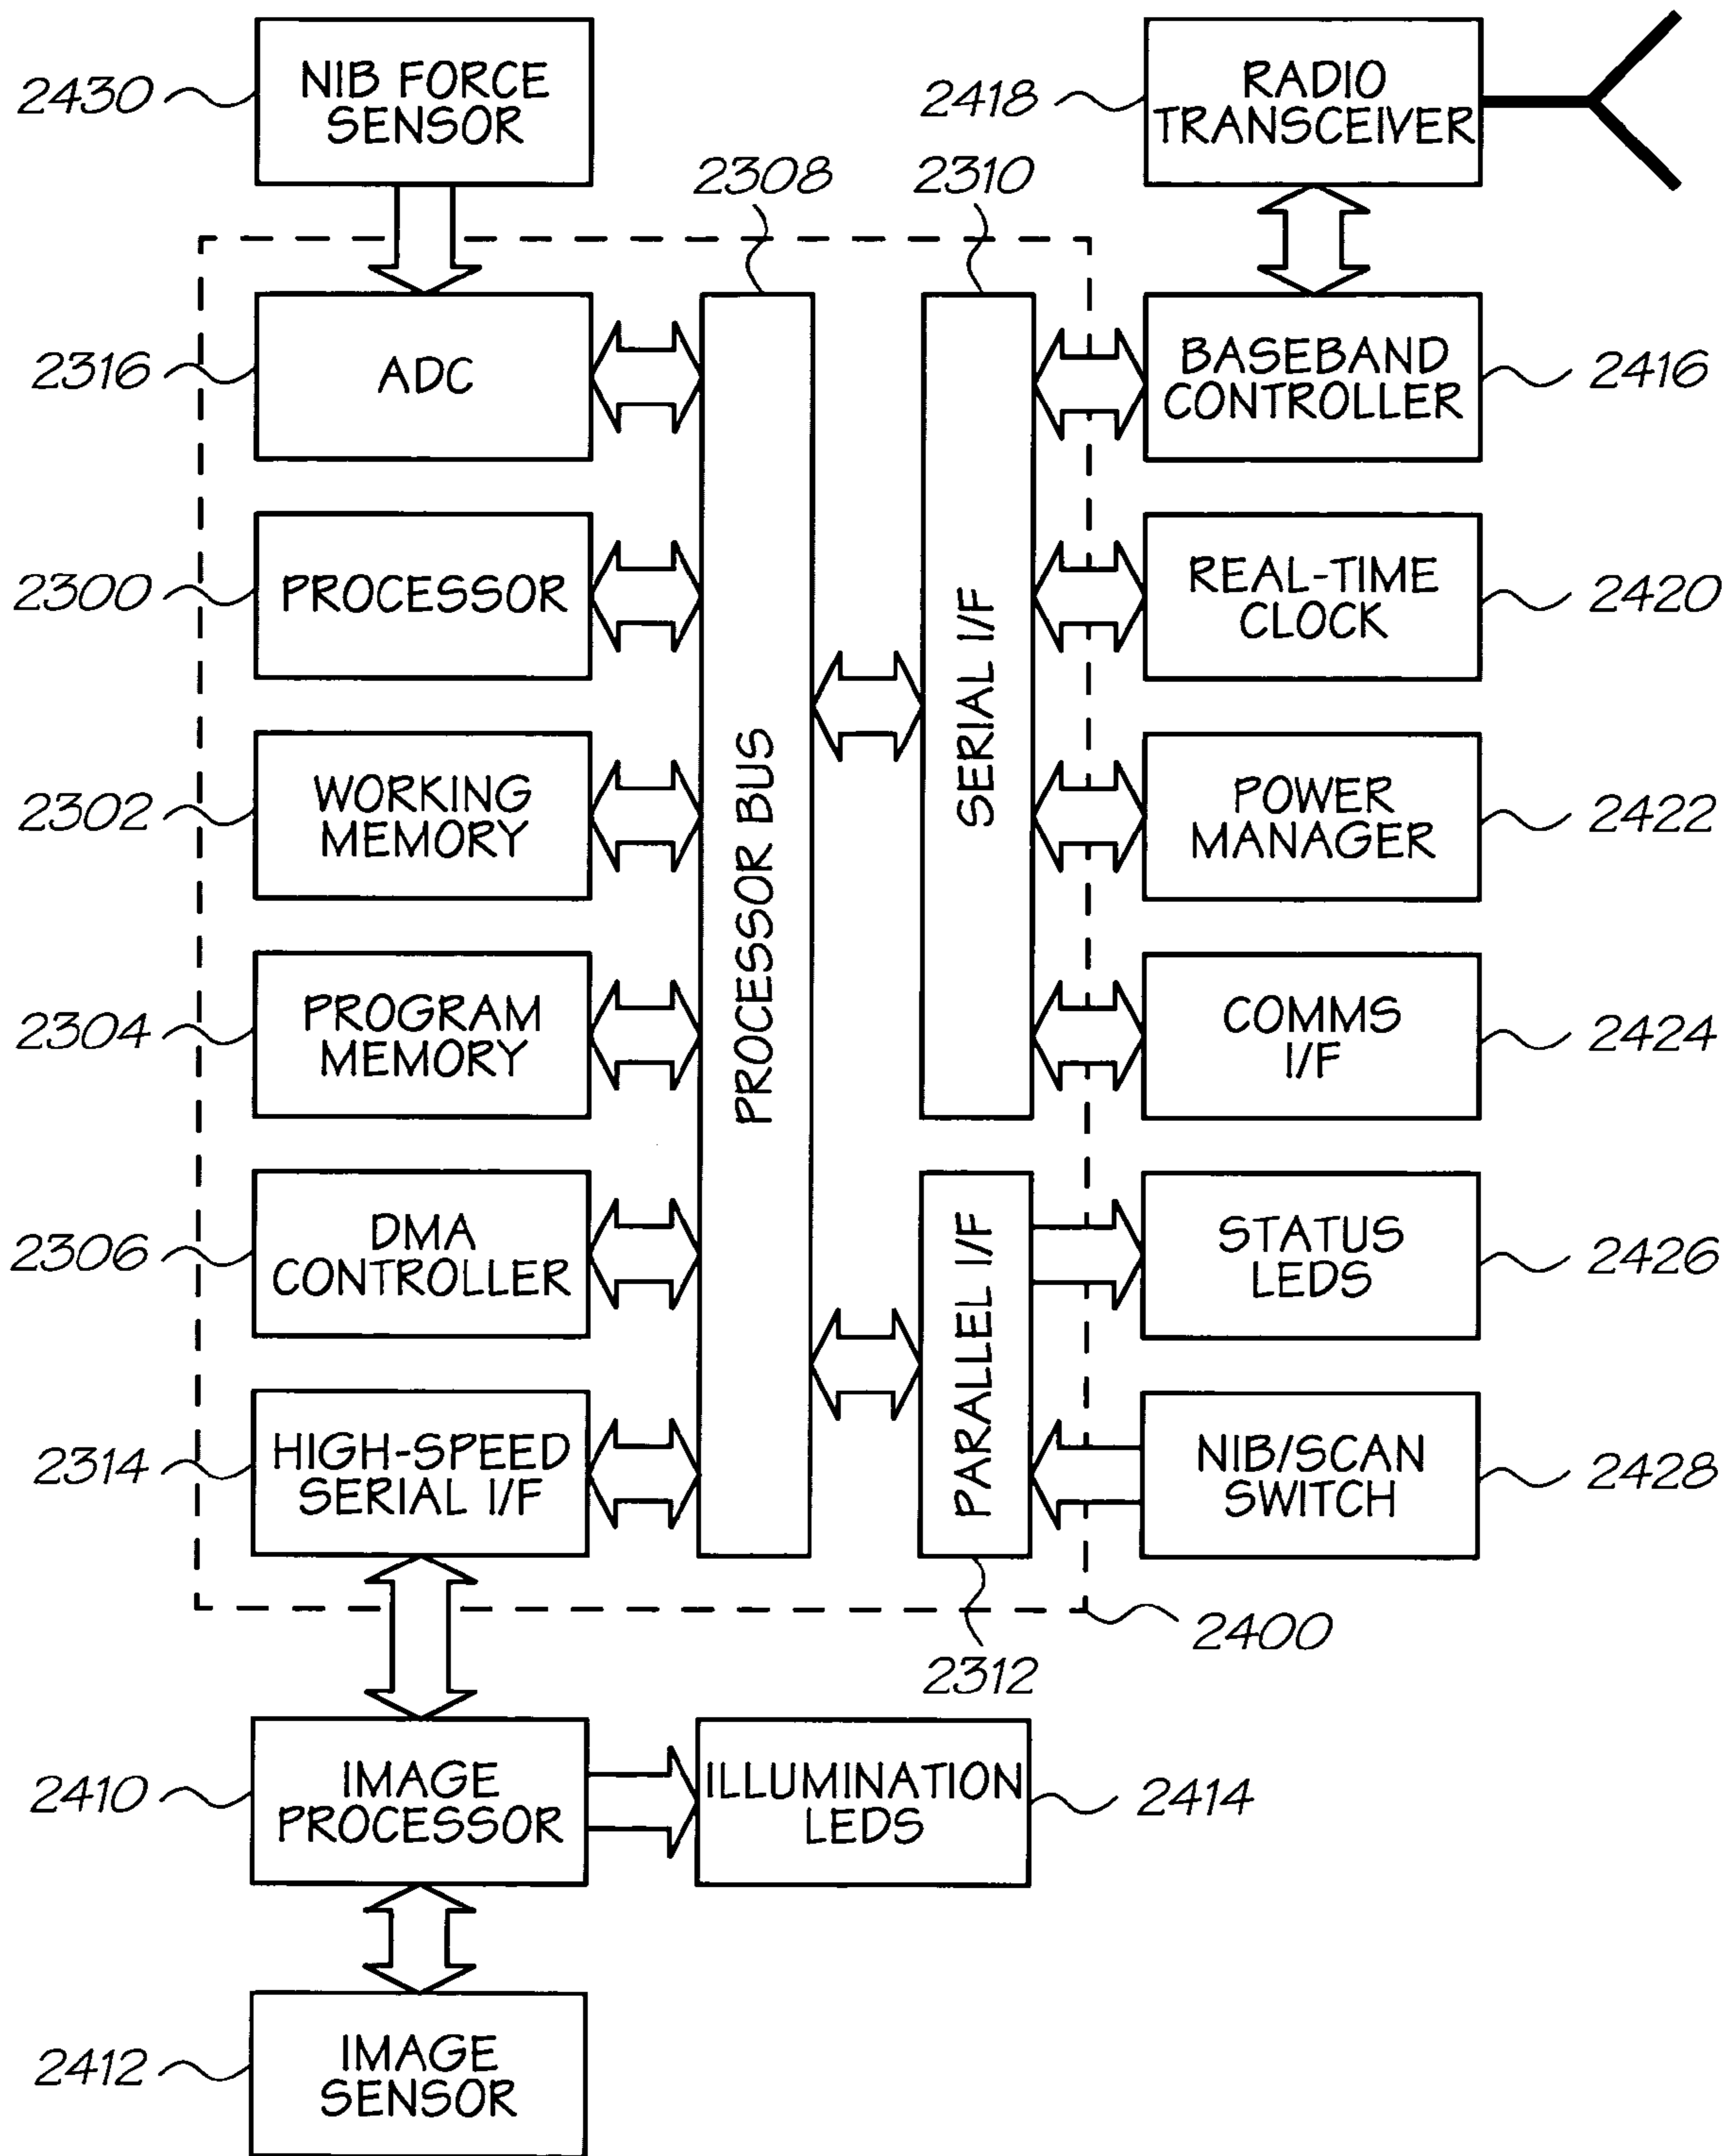 2430
NIB FORCE
SENSOR
2418
RADIO
TRANSCEIVER
2308
2310
2316
ADC
BASEBAND
CONTROLLER
2416
2300
PROCESSOR
REAL-TIME
CLOCK
2420
2302
WORKING
MEMORY
PROCESSOR BUS
SERIAL I/F
POWER
MANAGER
2422
2304
PROGRAM
MEMORY
COMMS
I/F
2424
2306
DMA
CONTROLLER
PARALLEL I/F
STATUS
LEDS
2426
2314
HIGH-SPEED
SERIAL I/F
NIB/SCAN
SWITCH
2428
2400
2312
2410
IMAGE
PROCESSOR
ILLUMINATION
LEDS
2414
2412
IMAGE
SENSOR